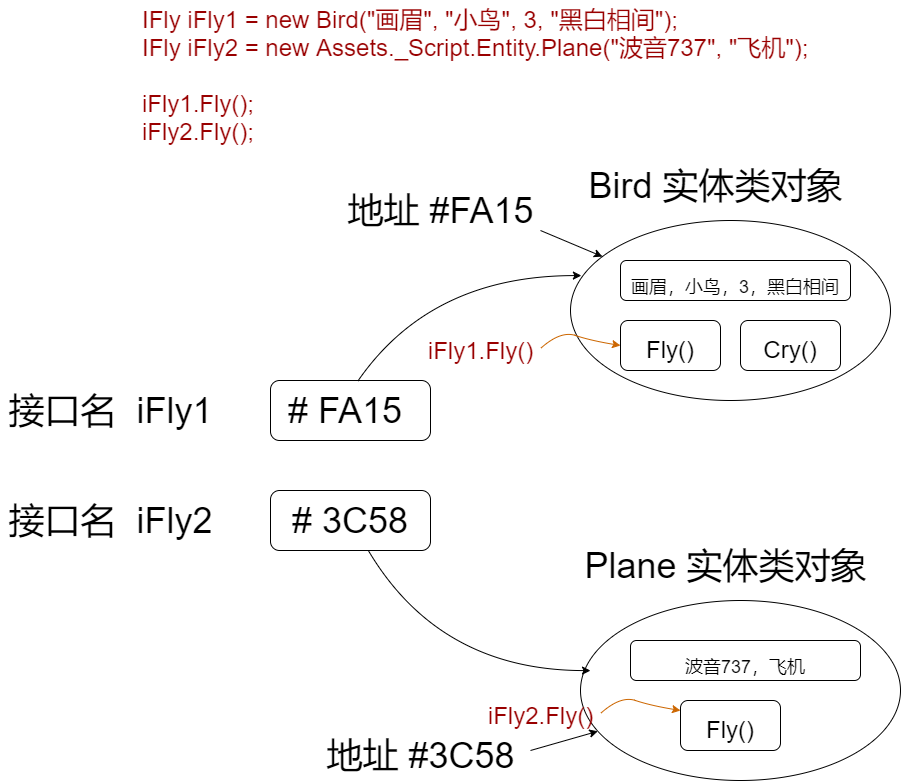 IFly iFly1 = new Bird("画眉", "小鸟", 3, "黑白相间");
IFly iFly2 = new Assets._Script.Entity.Plane("波音737", "飞机");
iFly1.Fly();
iFly2.Fly();
Bird 实体类对象
地址 #FA15
画眉，小鸟，3，黑白相间
iFly1.Fly()
Fly()
Cry()
接口名 iFly1
# FA15
接口名 iFly2
# 3C58
Plane 实体类对象
波音737，飞机
iFly2.Fly()
Fly()
地址 #3C58